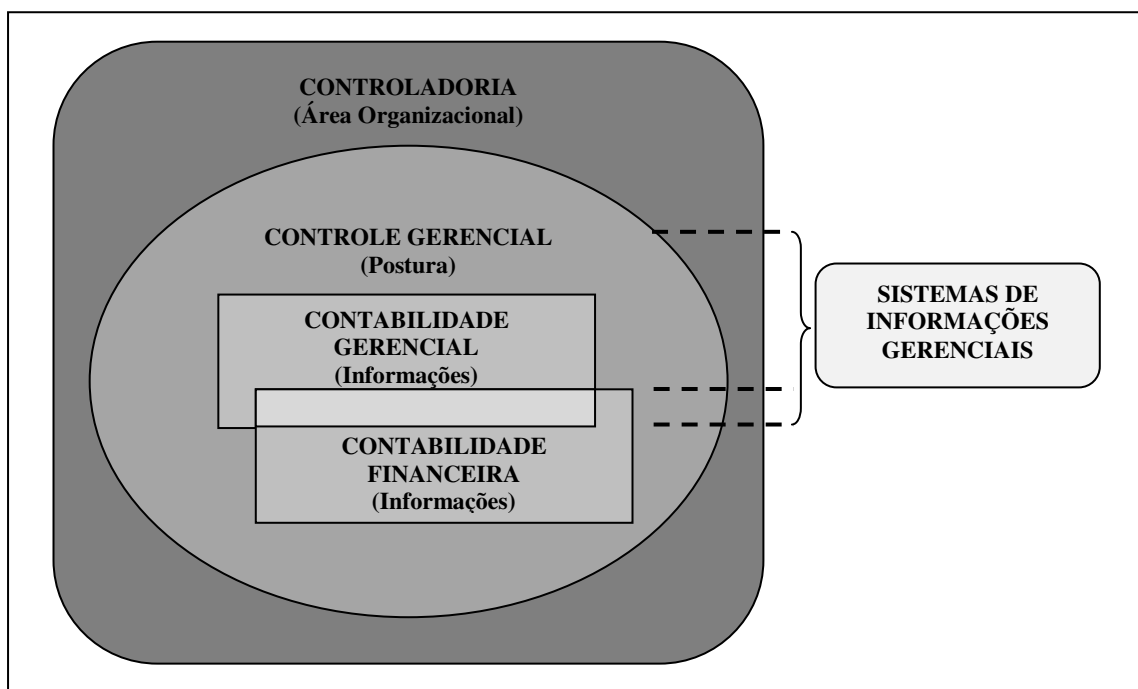 CONTROLADORIA
(Área Organizacional)
CONTROLE GERENCIAL
(Postura)
CONTABILIDADE
GERENCIAL
(Informações)
CONTABILIDADE
FINANCEIRA
(Informações)
SISTEMAS DE
INFORMAÇÕES
GERENCIAIS